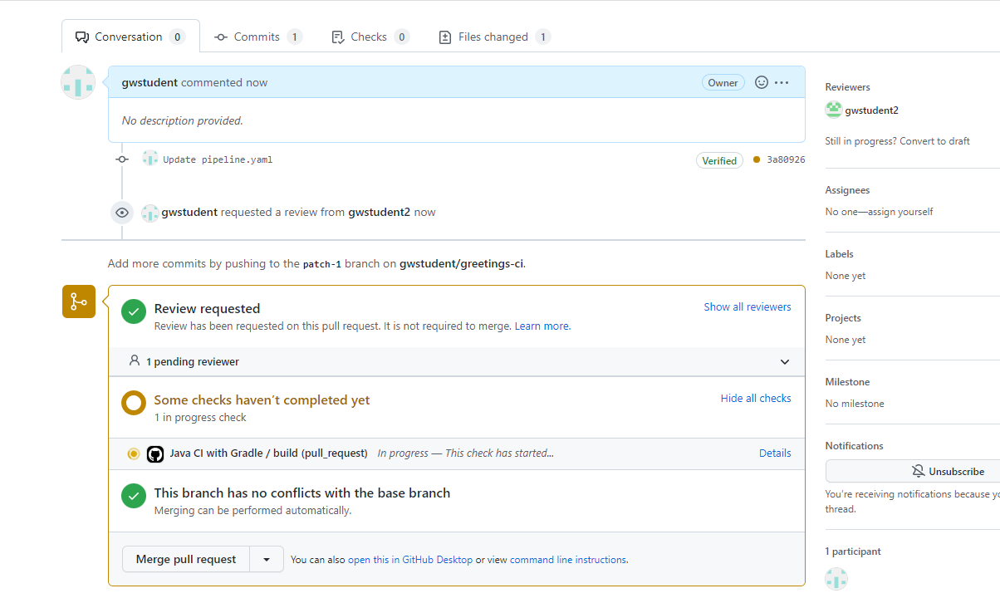 Conversation 0 Commits 1 Checks 0 Files changed 1
gwstudent commented now Owner
No description provided.
Update pipeline.yaml Verified 3a80926
gwstudent requested a review from gwstudent2 now
Add more commits by pushing to the patch-1 branch on gwstudent/greetings-ci.
Review requested Show all reviewers
Review has been requested on this pull request. It is not required to merge. Learn more.
1 pending reviewer
Some checks haven’t completed yet Hide all checks
1 in progress check
Java CI with Gradle / build (pull_request) In progress — This check has started... Details
This branch has no conflicts with the base branch
Merging can be performed automatically.
Merge pull request You can also open this in GitHub Desktop or view command line instructions.
Reviewers
gwstudent2
Still in progress? Convert to draft
Assignees
No one—assign yourself
Labels
None yet
Projects
None yet
Milestone
No milestone
Notifications
Unsubscribe
You’re receiving notifications because
thread.
1 participant